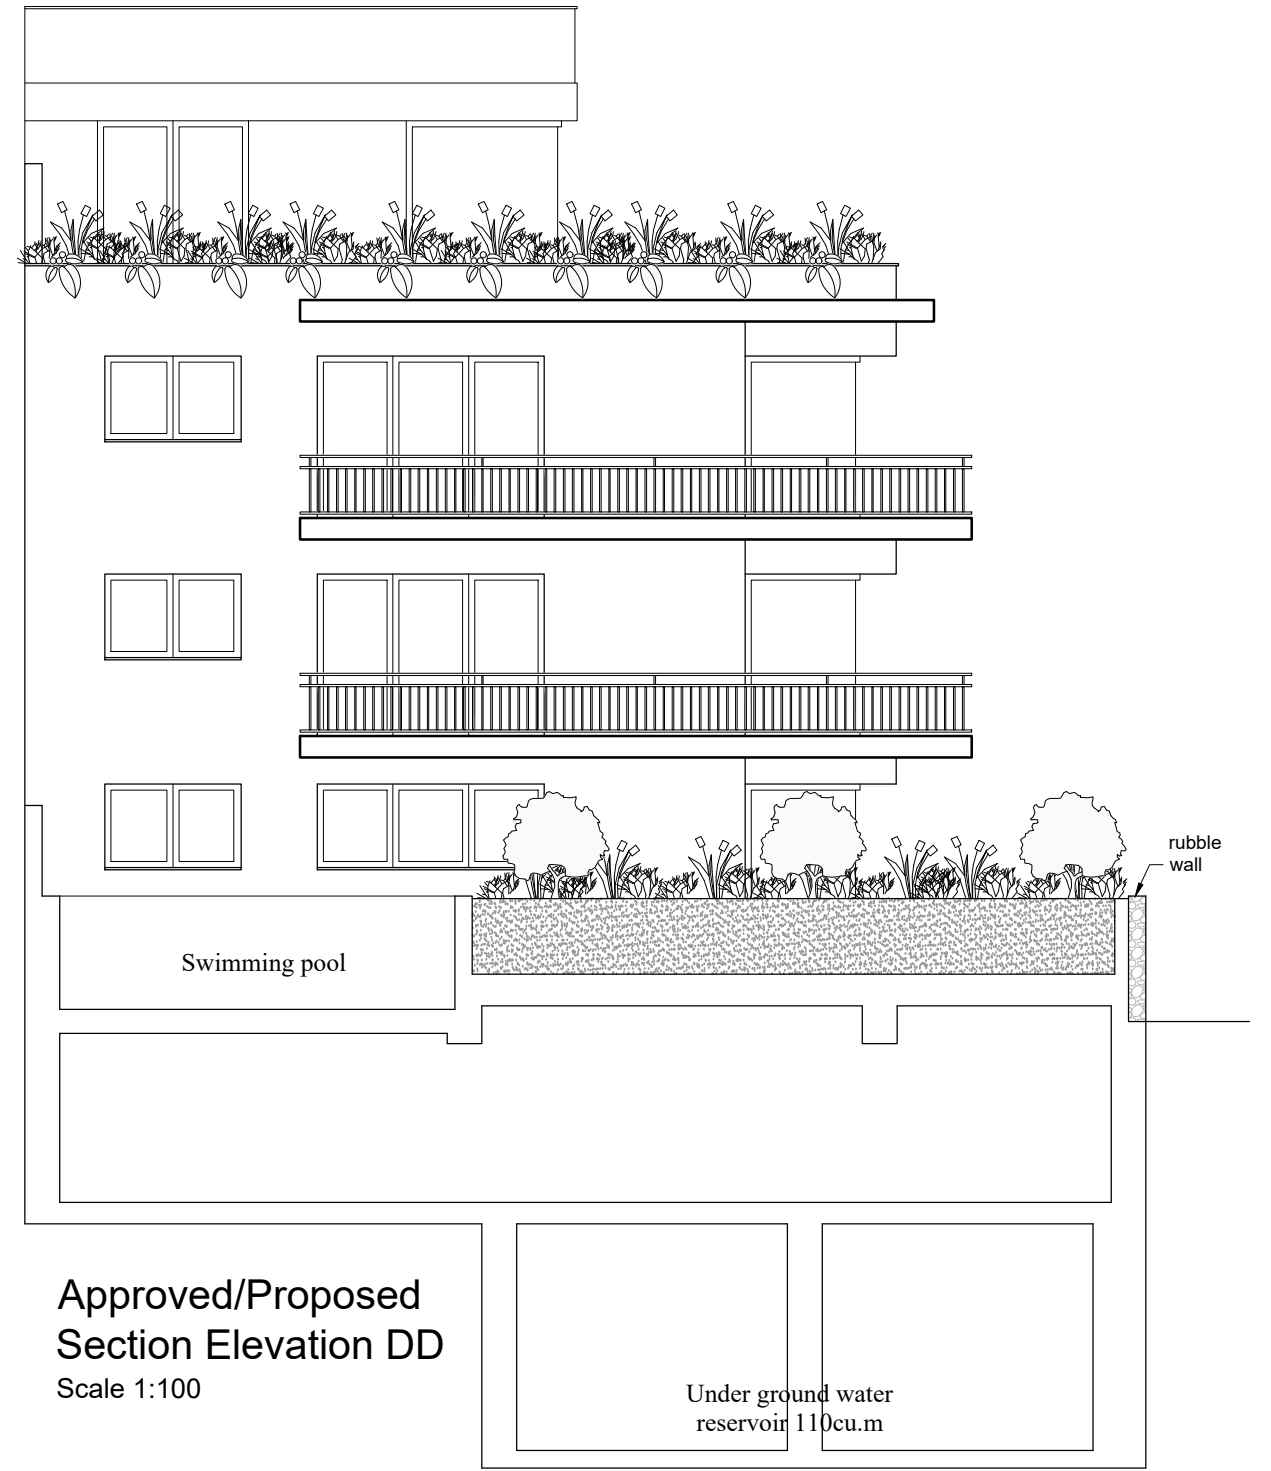 rubble
wall
Swimming pool
Approved/Proposed
Section Elevation DD
Scale 1:100
Under ground water
reservoir 110cu.m